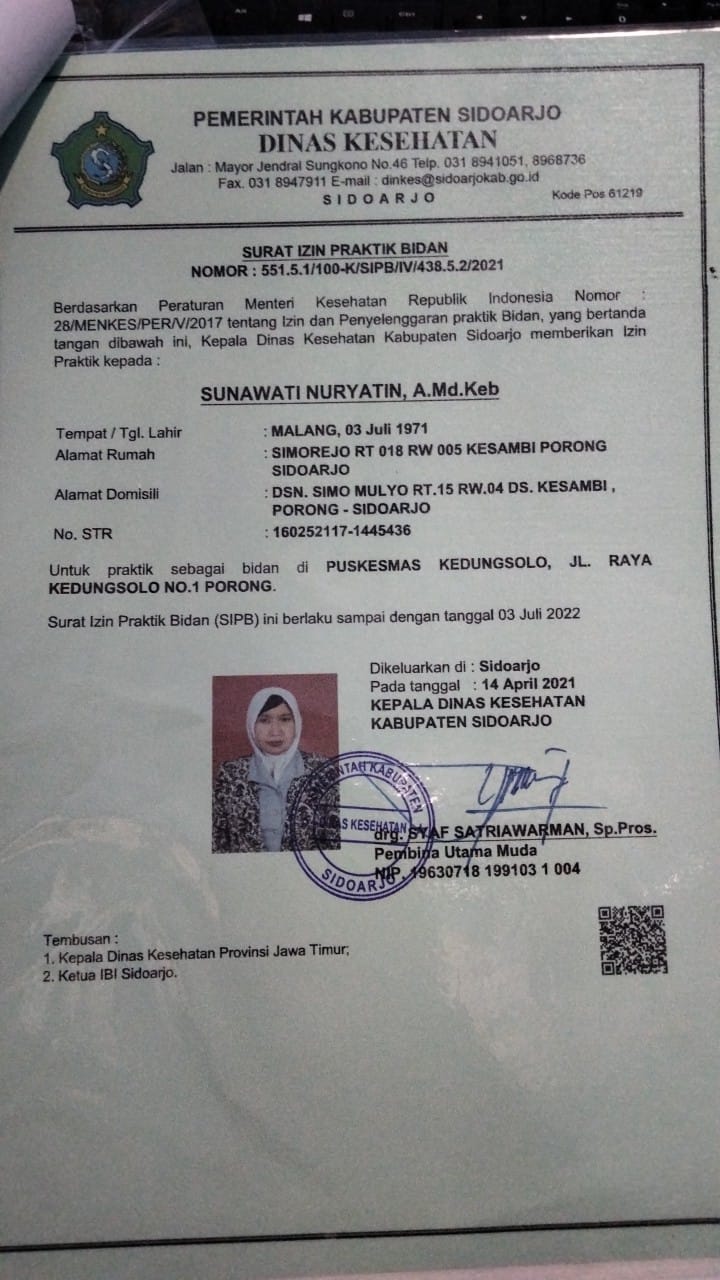 PEMERINTAH KABUPATEN SIDOARJO
DINAS KESEHATAN
Jalan : Mayor Jendral Sungkono No.46 Telp. 031 8941051, 8968736
Fax. 031 8947911 E-mail : dinkes@sidoarjokab.go.id
SIDOARJO
Kode Pos 61219
SURAT IZIN PRAKTIK BIDAN
NOMOR : 551.5.1/100-K/SIPB/IV/438.5.2/2021
Berdasarkan Peraturan Menteri Kesehatan Republik Indonesia Nomor :
28/MENKES/PER/V/2017 tentang Izin dan Penyelenggaran praktik Bidan, yang bertanda
tangan dibawah ini, Kepala Dinas Kesehatan Kabupaten Sidoarjo memberikan Izin
Praktik kepada :
SUNAWATI NURYATIN, A.Md.Keb
Tempat / Tgl. Lahir : MALANG, 03 Juli 1971
Alamat Rumah : SIMOREJO RT 018 RW 005 KESAMBI PORONG
SIDOARJO
Alamat Domisili : DSN. SIMO MULYO RT.15 RW.04 DS. KESAMBI ,
PORONG - SIDOARJO
No. STR : 160252117-1445436
Untuk praktik sebagai bidan di PUSKESMAS KEDUNGSOLO, JL. RAYA
KEDUNGSOLO NO.1 PORONG.
Surat Izin Praktik Bidan (SIPB) ini berlaku sampai dengan tanggal 03 Juli 2022
Dikeluarkan di : Sidoarjo
Pada tanggal : 14 April 2021
KEPALA DINAS KESEHATAN
KABUPATEN SIDOARJO
KABUPATEN
KESEHATAN
SIDOARJO
drg. SYAF SATRIAWARMAN, Sp.Pros.
Pembina Utama Muda
NIP. 19630718 199103 1 004
Tembusan :
1. Kepala Dinas Kesehatan Provinsi Jawa Timur;
2. Ketua IBI Sidoarjo.